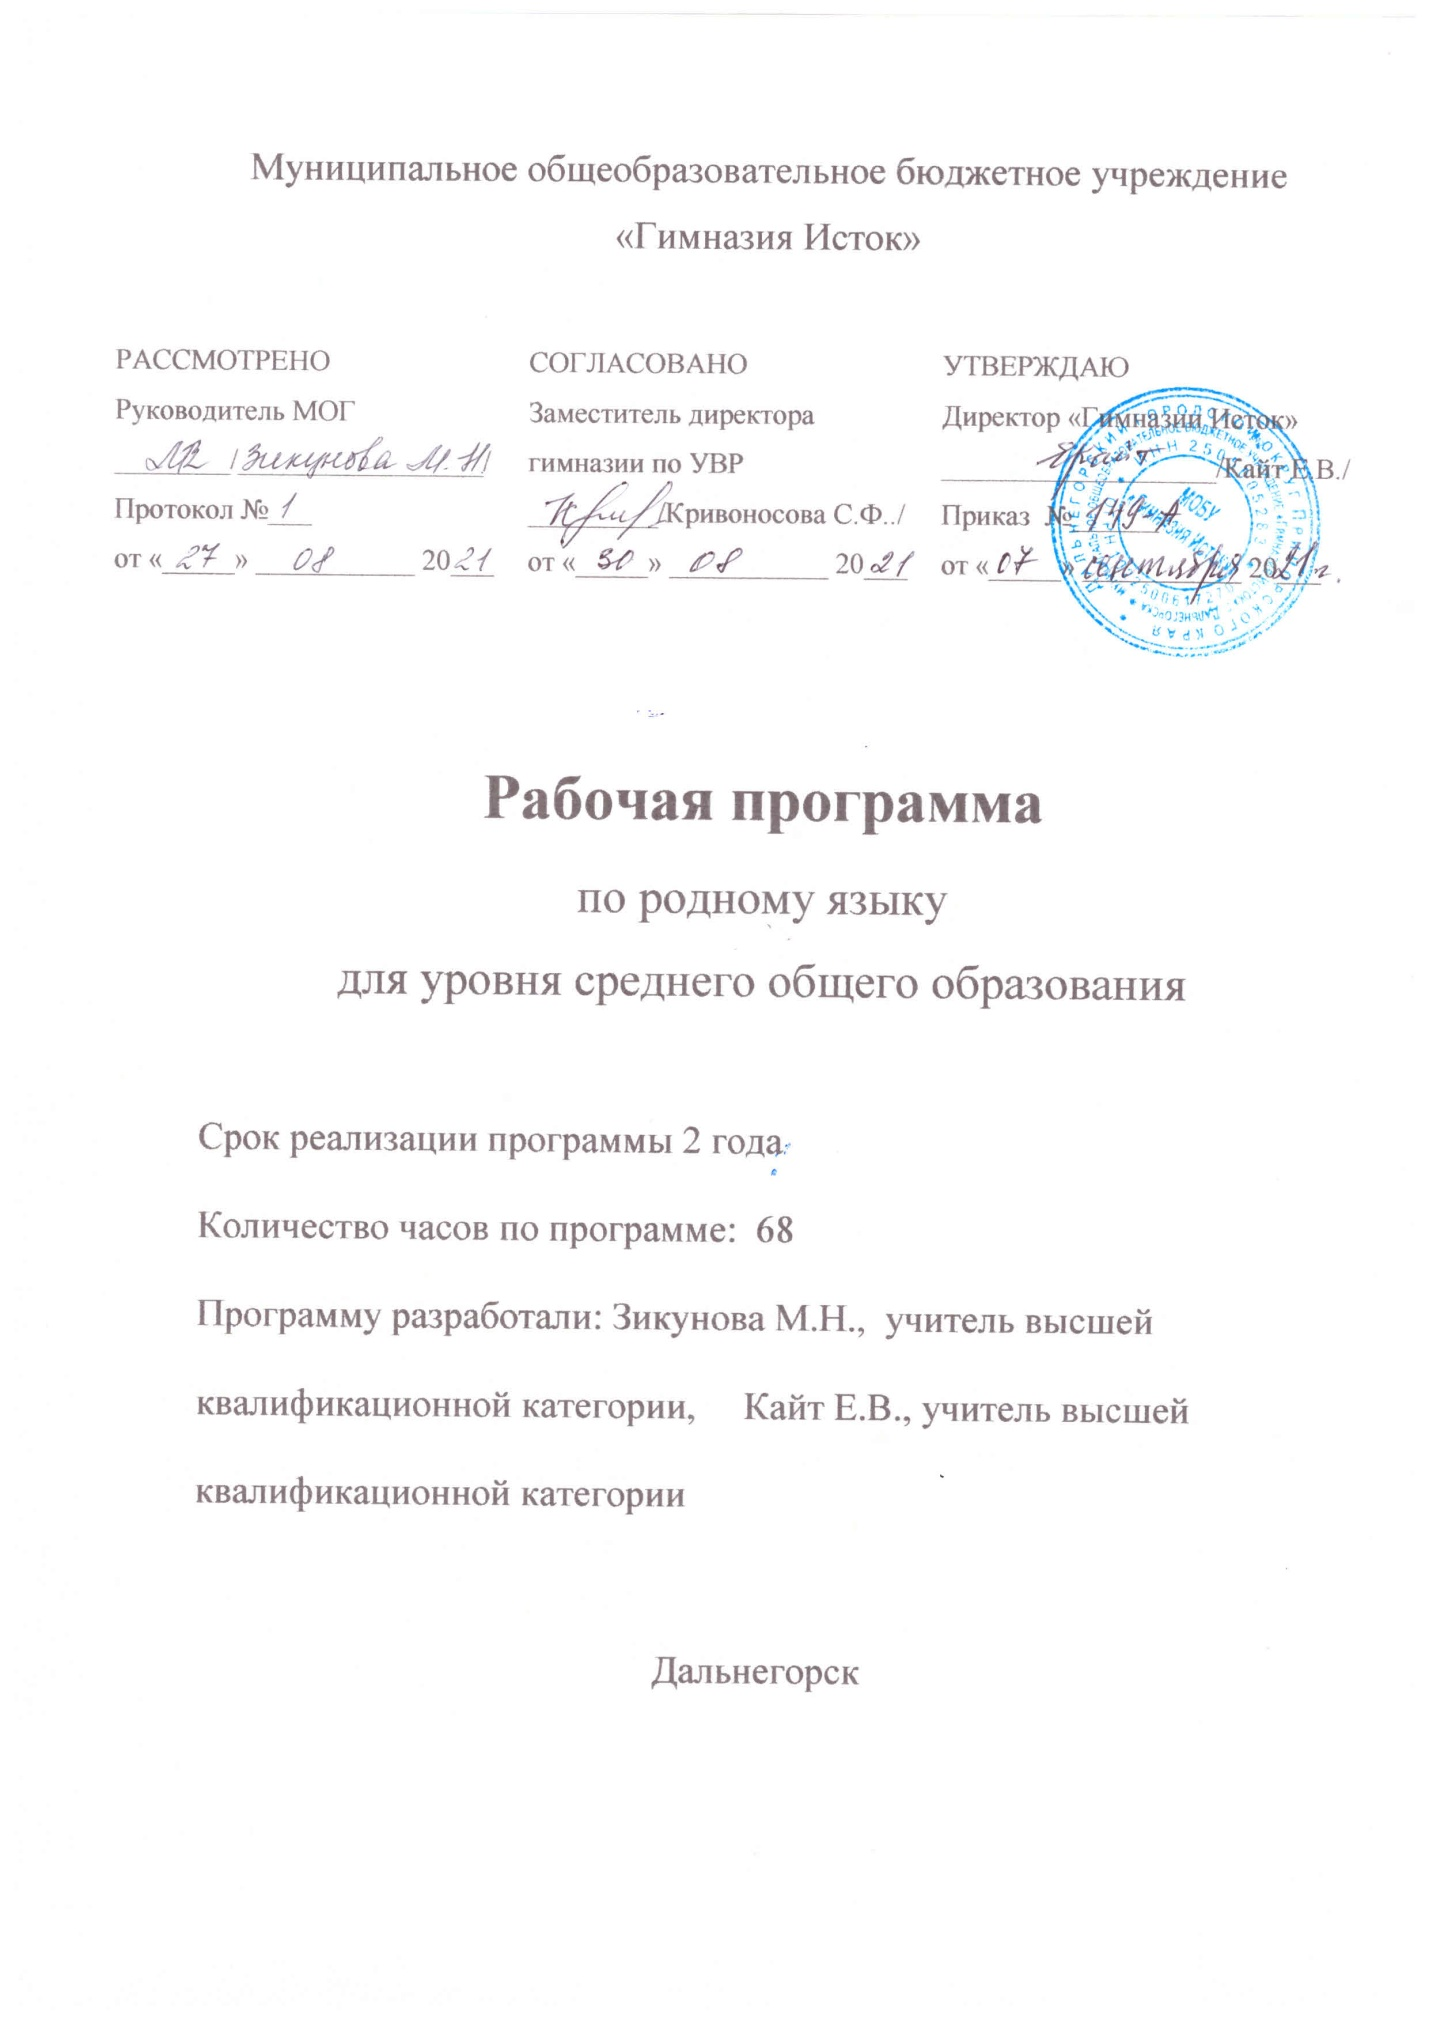 Муниципальное общеобразовательное бюджетное учреждение
«Гимназия Исток»
РАССМОТРЕНО
Руководитель МОГ
/Зикунова М.Н/
Протокол № 1
от «27» 08 2021
СОГЛАСОВАНО
Заместитель директора
гимназии по УВР
/Кривоносова С.Ф../
от «30» 08 2021
УТВЕРЖДАЮ
Директор «Гимназии Исток»
/Кайт Е.В./
Приказ № 149-А
от «07» сентября 2021г.
МОБУ
Рабочая программа
по родному языку
для уровня среднего общего образования
Срок реализации программы 2 года
Количество часов по программе: 68
Программу разработали: Зикунова М.Н., учитель высшей
квалификационной категории, Кайт Е.В., учитель высшей
квалификационной категории
Дальнегорск